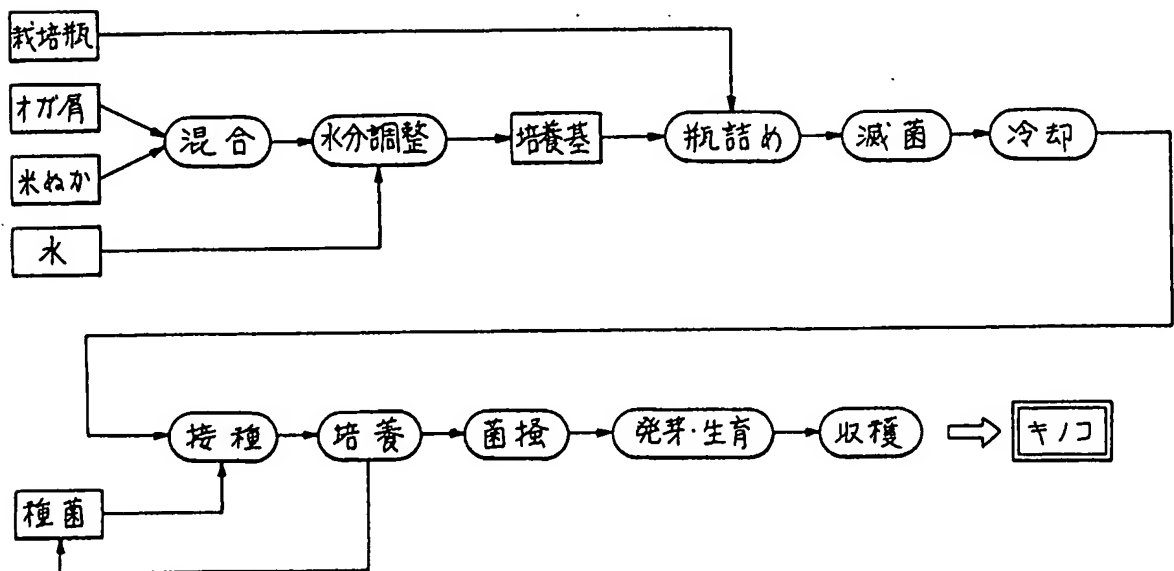 栽培瓶
オガ屑
米ぬか
水
混合
水分調整
培養基
瓶詰め
滅菌
冷却
接種
培養
菌掻
発芽・生育
収穫
キノコ
種菌